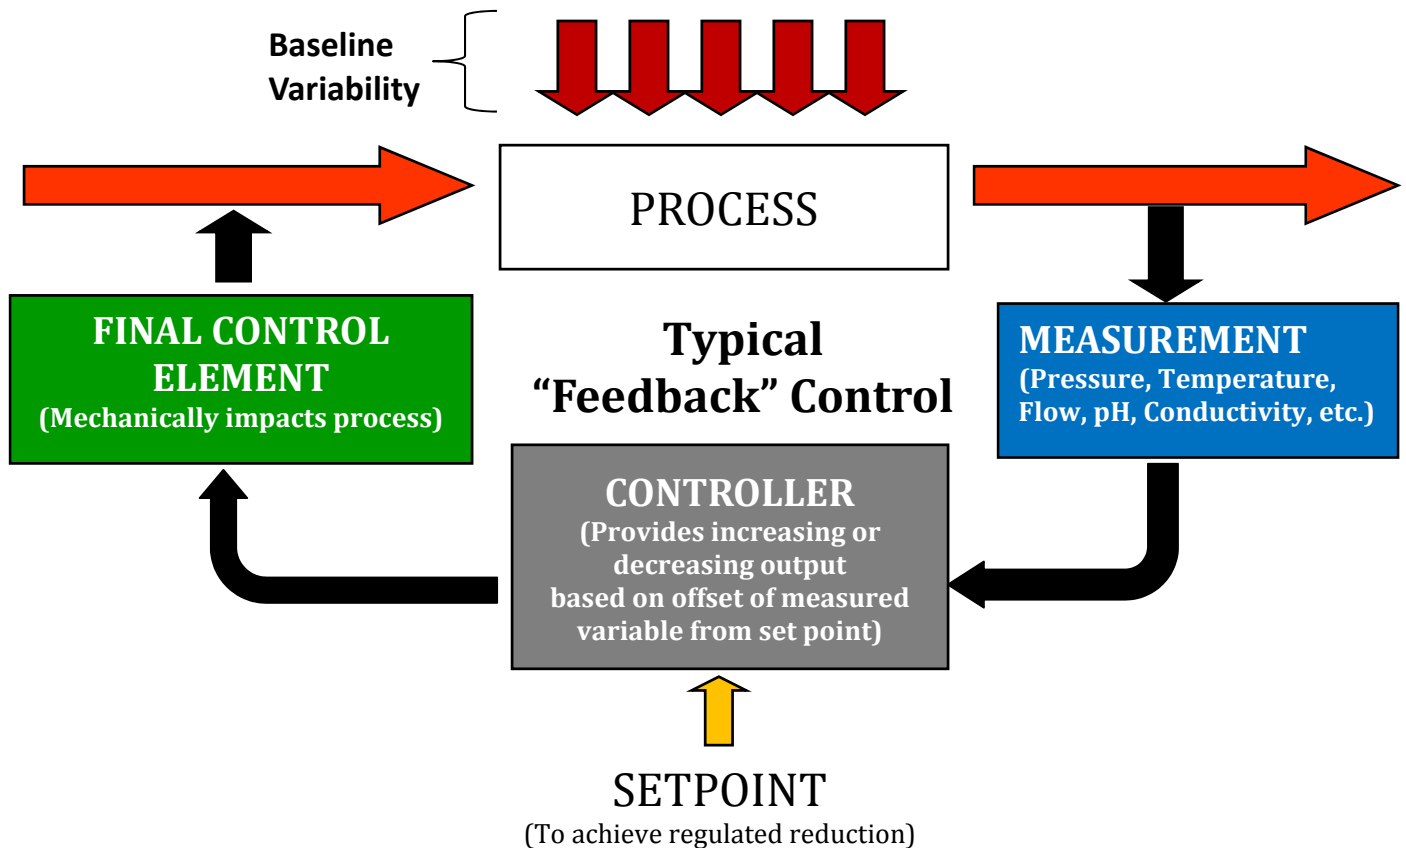 Baseline
Variability
PROCESS
FINAL CONTROL
ELEMENT
(Mechanically impacts process)
Typical
“Feedback” Control
MEASUREMENT
(Pressure, Temperature,
Flow, pH, Conductivity, etc.)
CONTROLLER
(Provides increasing or
decreasing output
based on offset of measured
variable from set point)
SETPOINT
(To achieve regulated reduction)